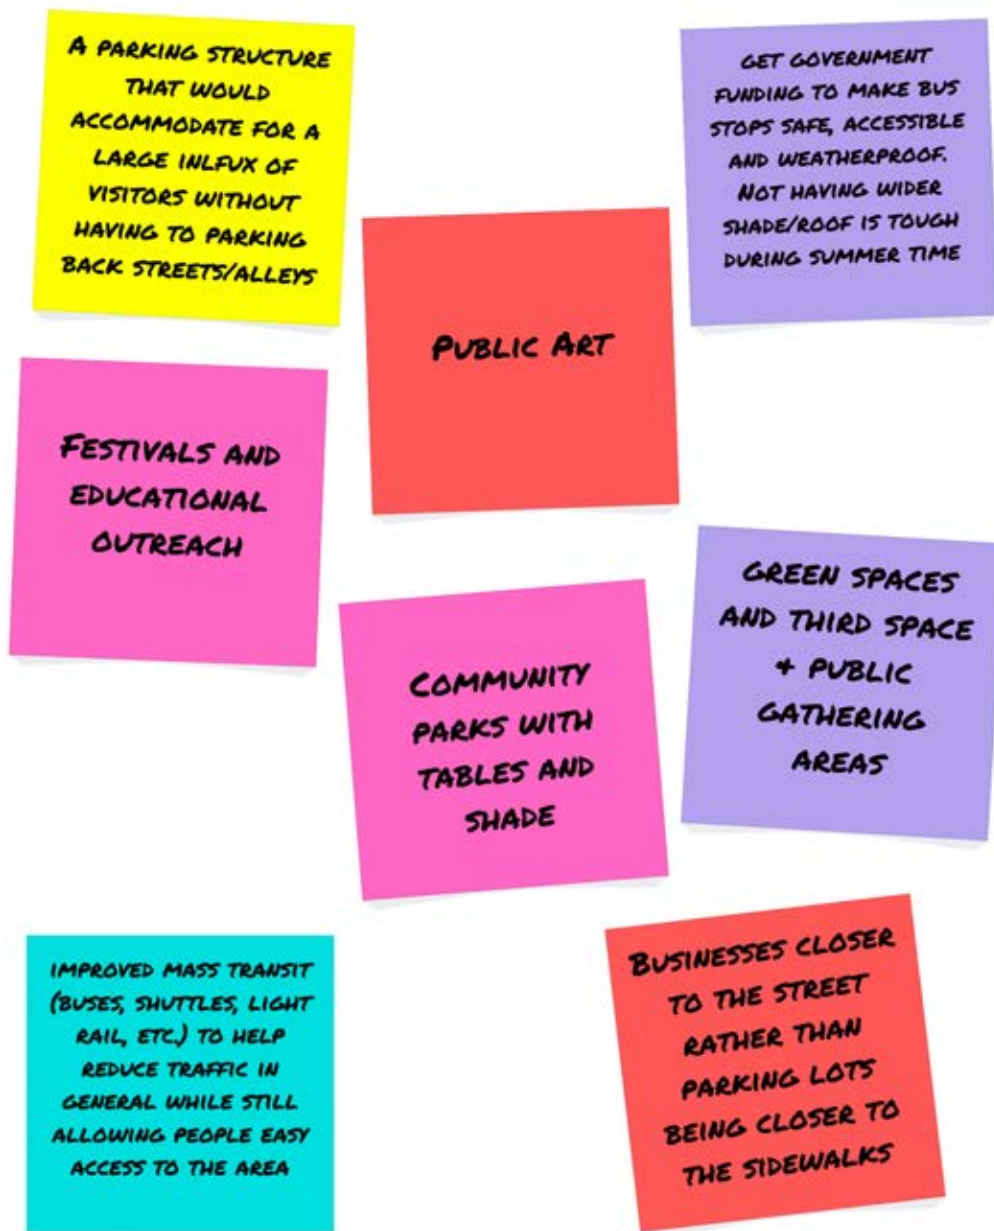 A PARKING STRUCTURE
THAT WOULD
ACCOMMODATE FOR A
LARGE INLFUX OF
VISITORS WITHOUT
HAVING TO PARKING
BACK STREETS/ALLEYS
GET GOVERNMENT
FUNDING TO MAKE BUS
STOPS SAFE, ACCESSIBLE
AND WEATHERPROOF.
NOT HAVING WIDER
SHADE/ROOF IS TOUGH
DURING SUMMER TIME
PUBLIC ART
FESTIVALS AND
EDUCATIONAL
OUTREACH
GREEN SPACES
AND THIRD SPACE
+ PUBLIC
GATHERING
AREAS
COMMUNITY
PARKS WITH
TABLES AND
SHADE
IMPROVED MASS TRANSIT
(BUSES, SHUTTLES, LIGHT
RAIL, ETC.) TO HELP
REDUCE TRAFFIC IN
GENERAL WHILE STILL
ALLOWING PEOPLE EASY
ACCESS TO THE AREA
BUSINESSES CLOSER
TO THE STREET
RATHER THAN
PARKING LOTS
BEING CLOSER TO
THE SIDEWALKS